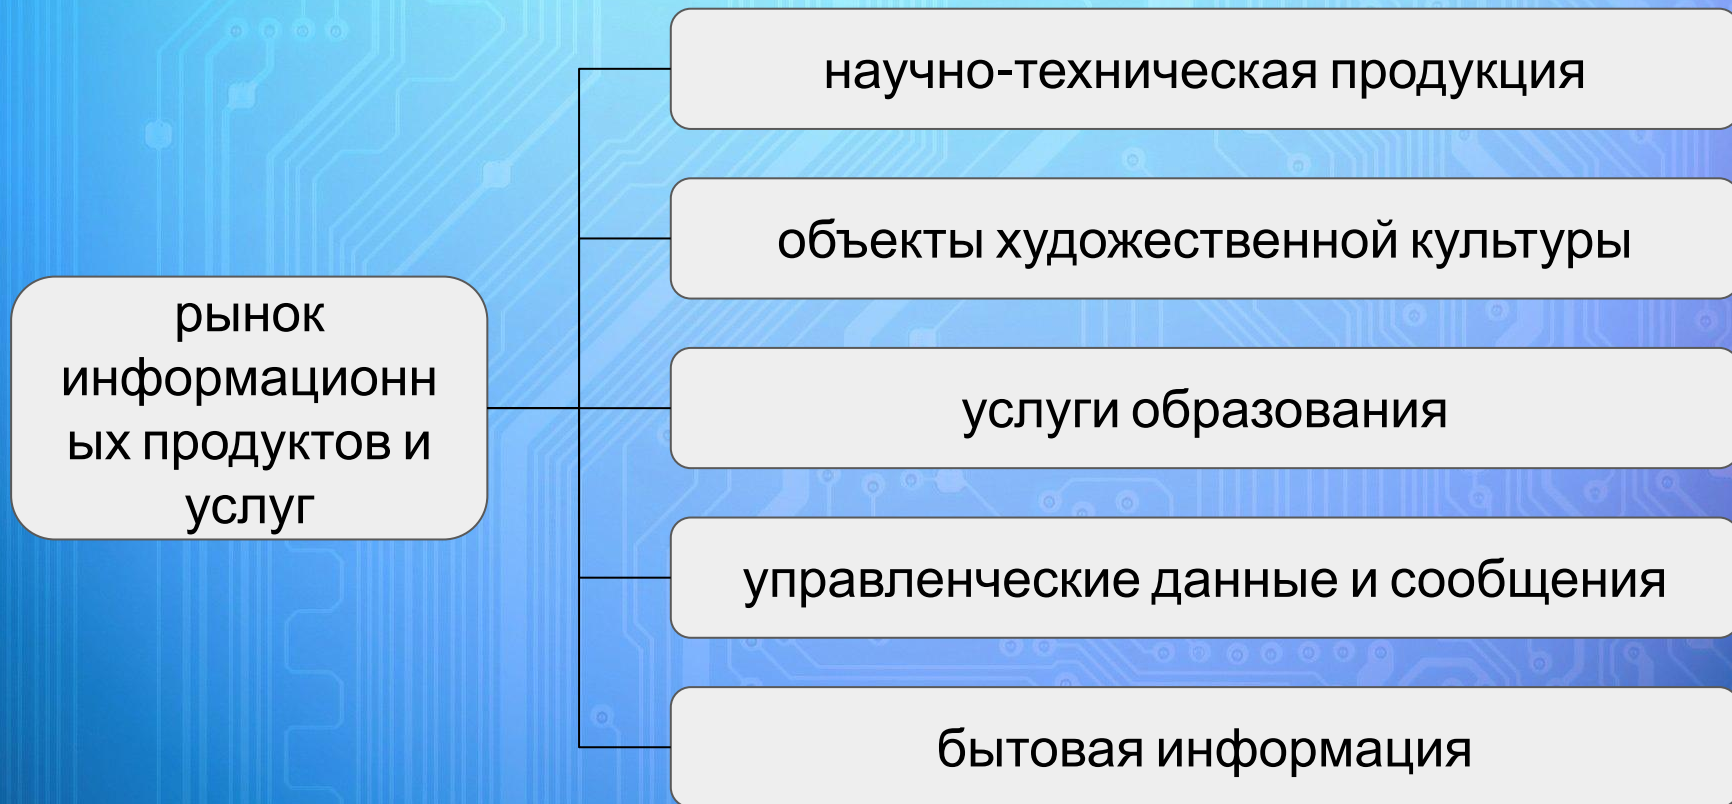 рынок
информационн
ых продуктов и
услуг
научно-техническая продукция
объекты художественной культуры
услуги образования
управленческие данные и сообщения
бытовая информация